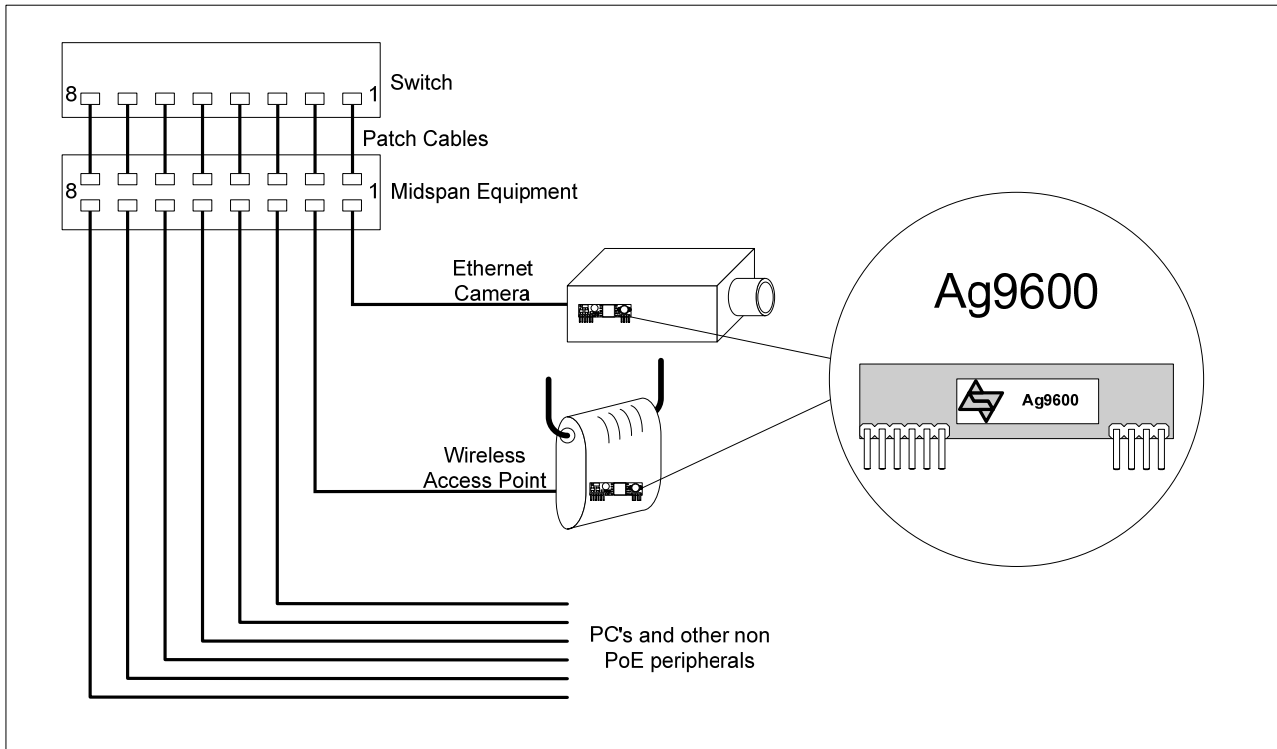 8
1
Switch
Patch Cables
8
1
Midspan Equipment
Ethernet
Camera
Ag9600
Ag9600
Wireless
Access Point
PC's and other non
PoE peripherals